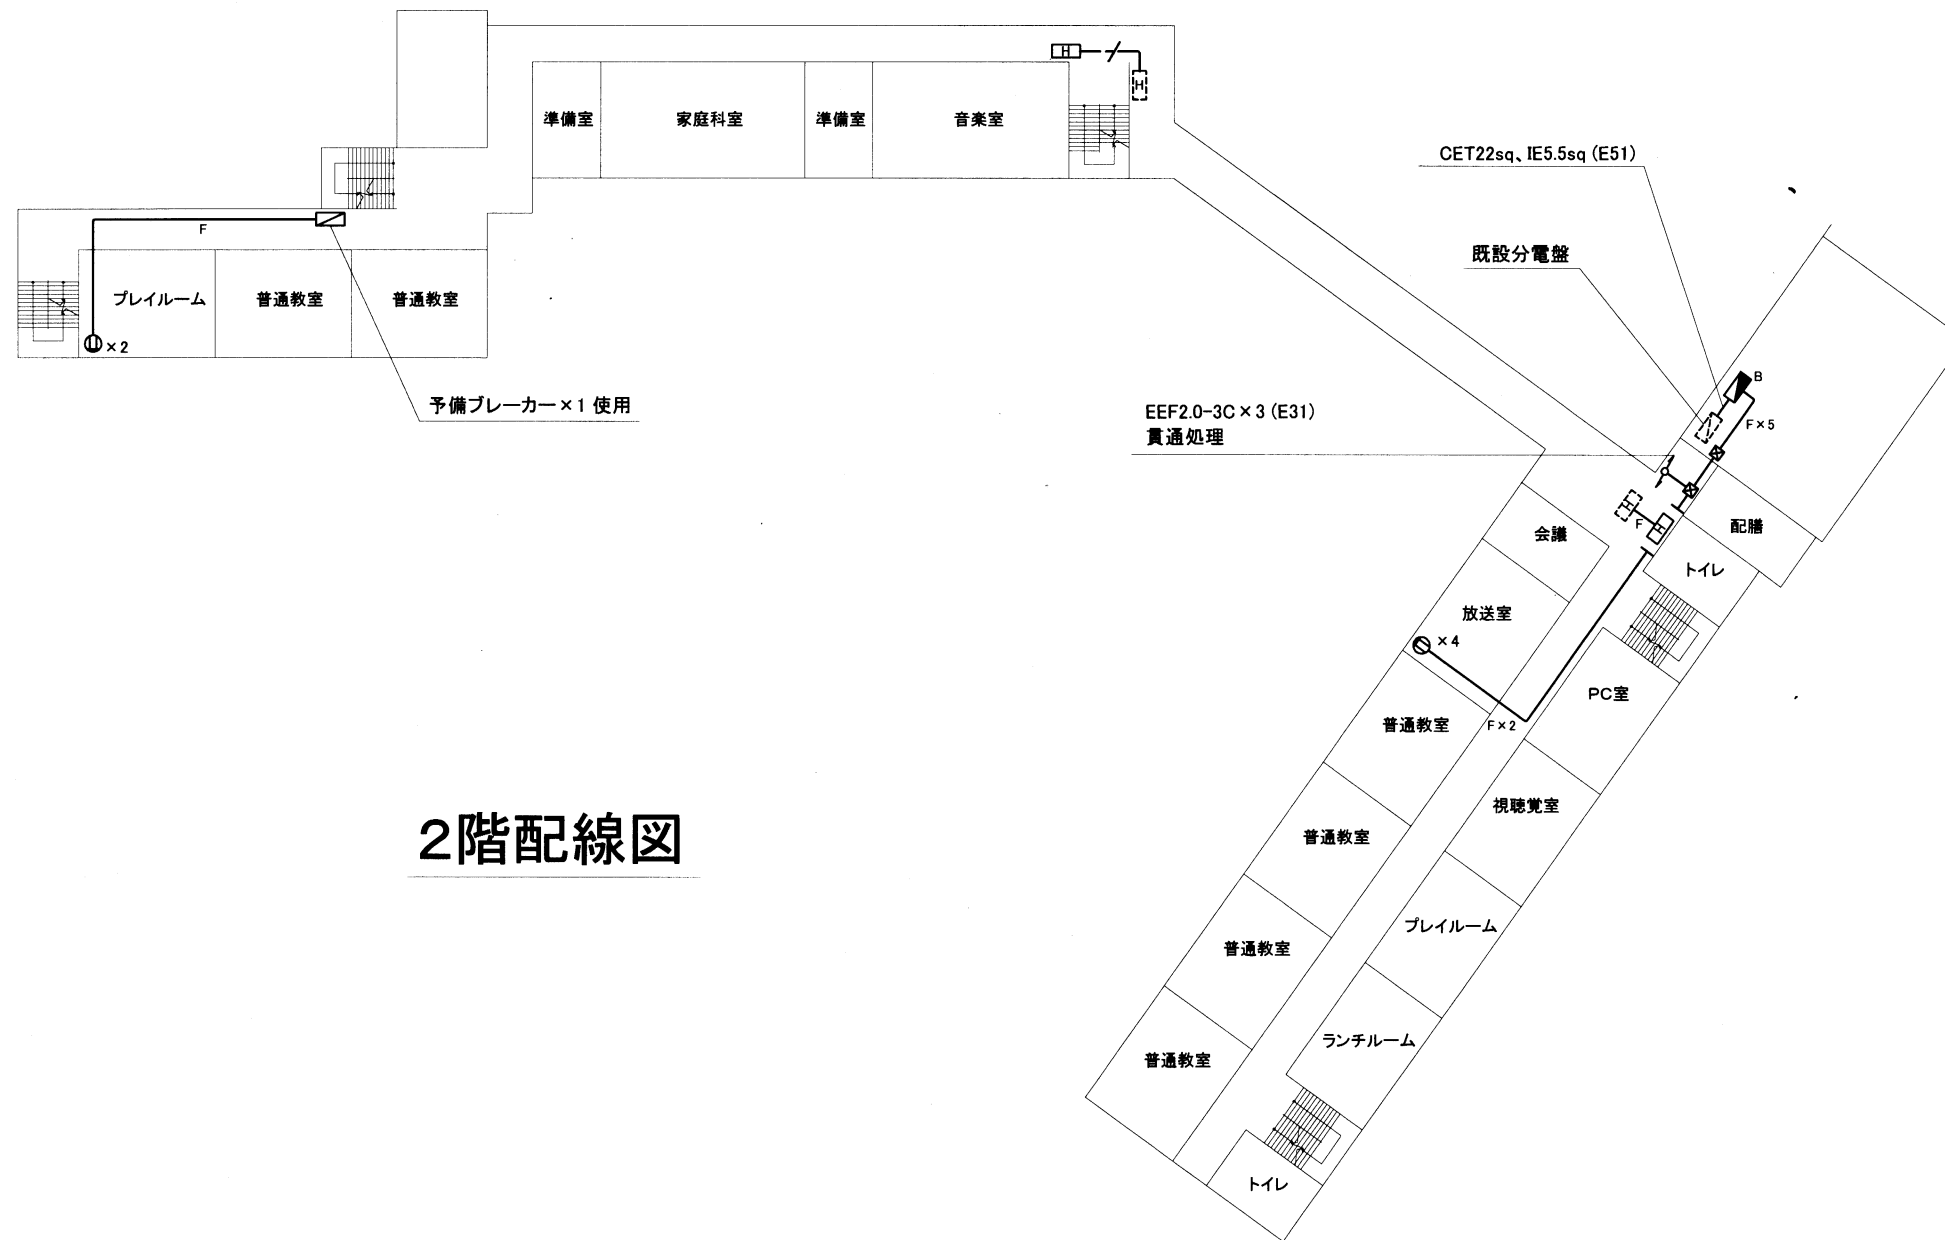 H
H
準備室
家庭科室
準備室
音楽室
CET22sq、IE5.5sq (E51)
F
既設分電盤
プレイルーム
普通教室
普通教室
×2
予備ブレーカー×1 使用
B
F×5
EEF2.0-3C×3 (E31)
貫通処理
H
F
H
会議
配膳
トイレ
放送室
×4
PC室
普通教室
F×2
視聴覚室
2階配線図
普通教室
プレイルーム
普通教室
ランチルーム
普通教室
トイレ